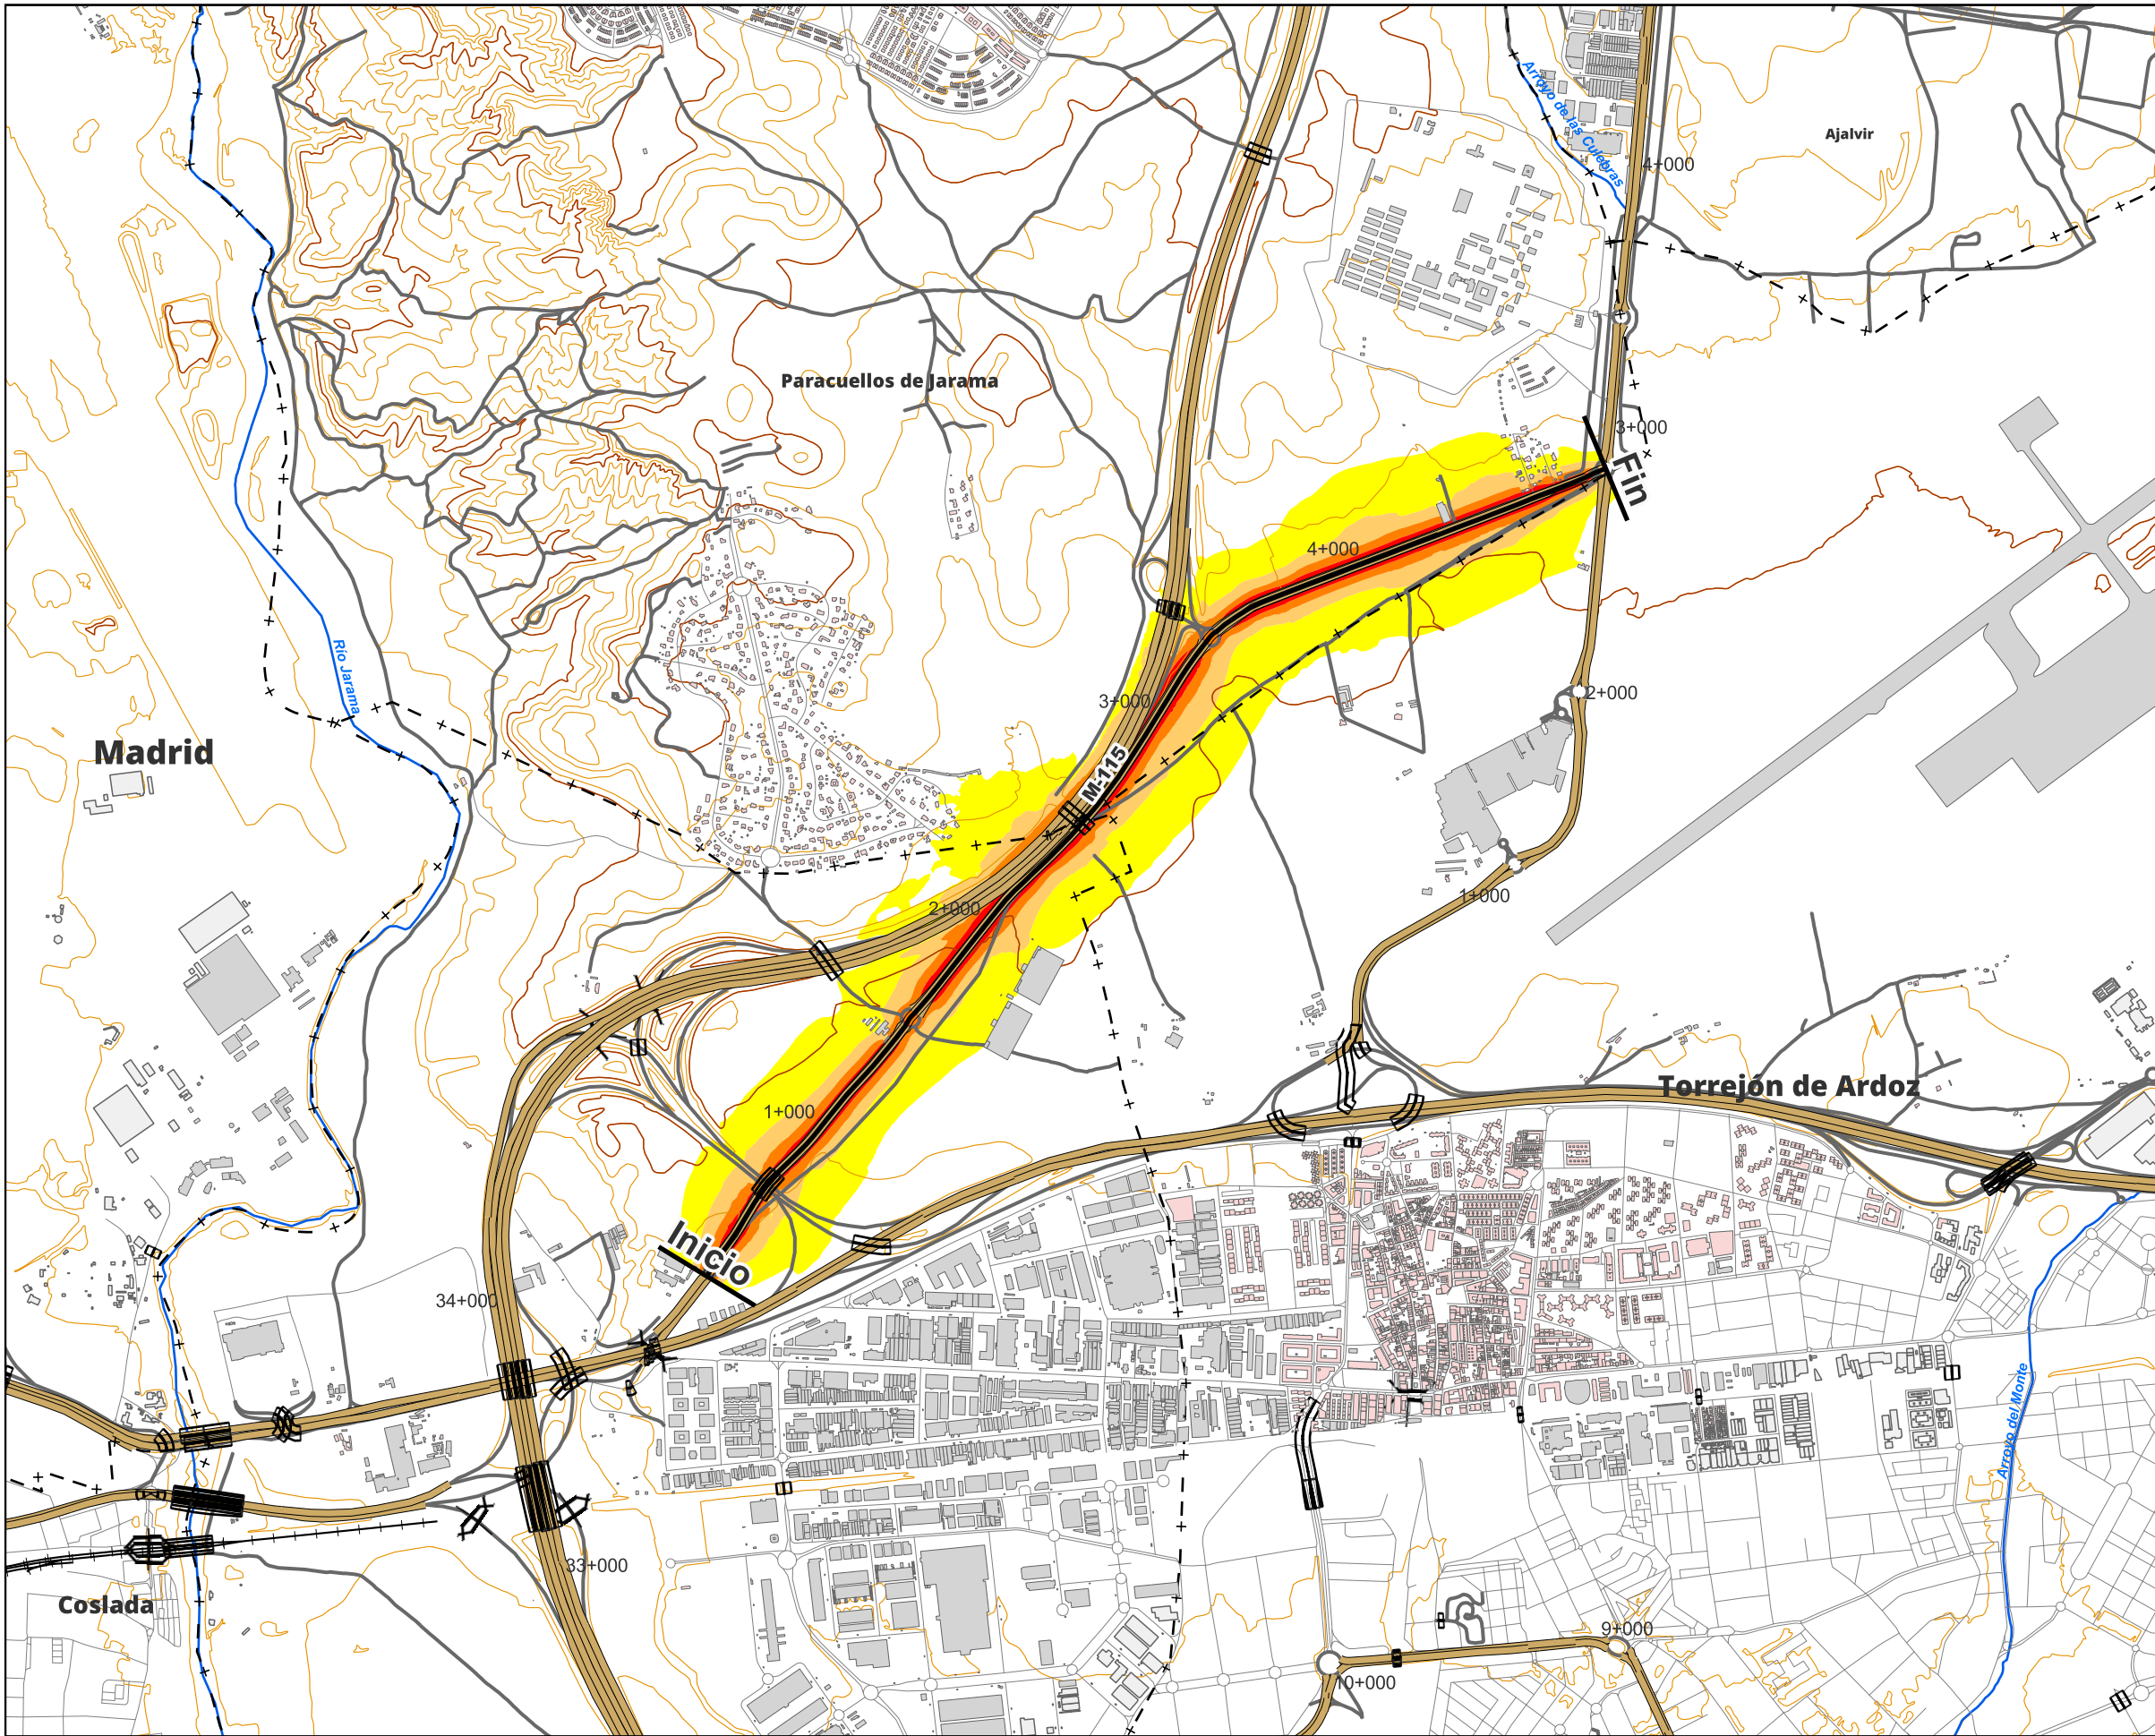 Arroyo de las Culebras
Ajalvir
4+000
Paracuellos de Jarama
3+000
Fin
4+000
Río Jarama
3+000
2+000
Madrid
M-115
1+000
2+000
Torrejón de Ardoz
1+000
Inicio
34+000
Arroyo del Monte
33+000
Coslada
9+000
10+000